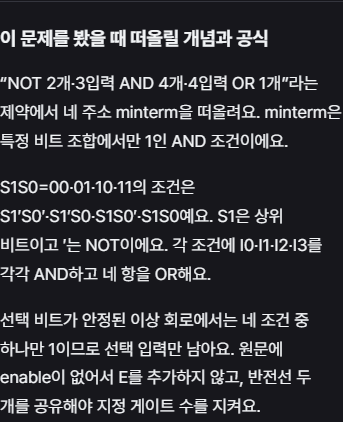 이 문제를 봤을 때 떠올릴 개념과 공식
“NOT 2개·3입력 AND 4개·4입력 OR 1개”라는
제약에서 네 주소 minterm을 떠올려요. minterm은
특정 비트 조합에서만 1인 AND 조건이에요.
S1S0=00·01·10·11의 조건은
S1′S0′·S1′S0·S1S0′·S1S0예요. S1은 상위
비트이고 ′는 NOT이에요. 각 조건에 I0·I1·I2·I3를
각각 AND하고 네 항을 OR해요.
선택 비트가 안정된 이상 회로에서는 네 조건 중
하나만 1이므로 선택 입력만 남아요. 원문에
enable이 없어서 E를 추가하지 않고, 반전선 두
개를 공유해야 지정 게이트 수를 지켜요.